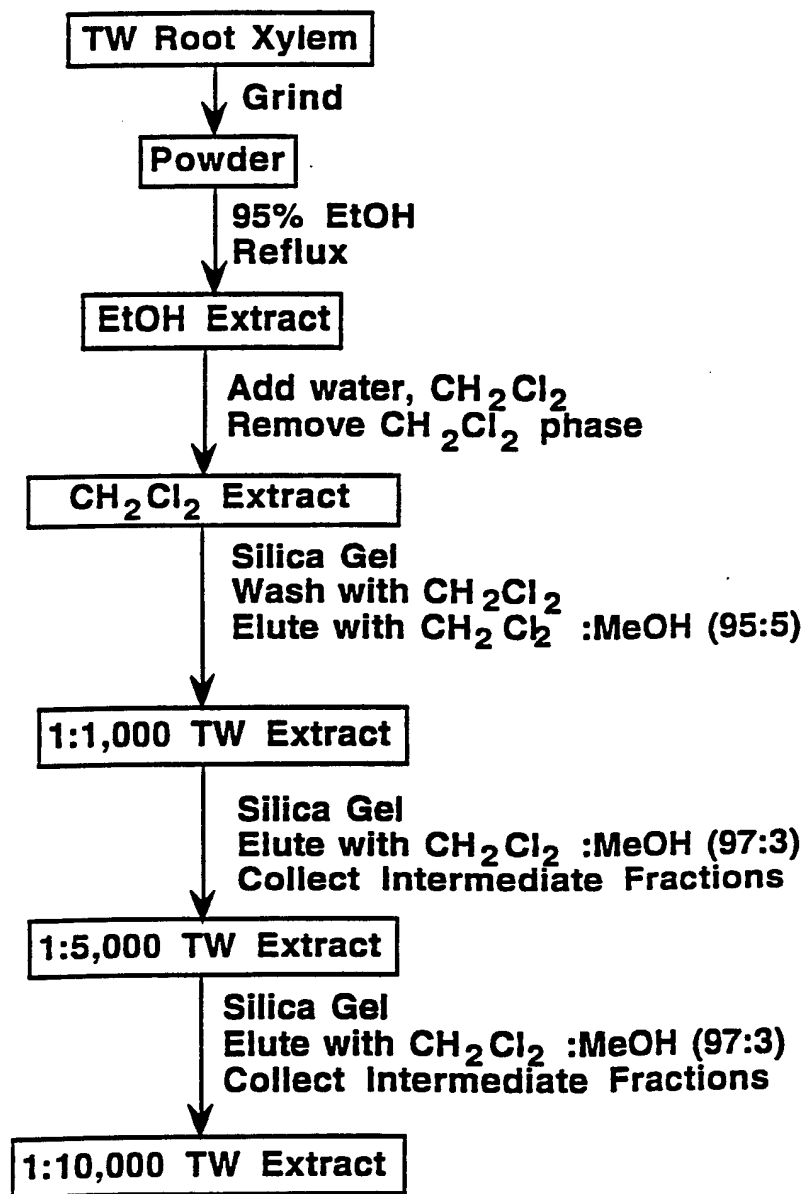 TW Root Xylem
Grind
Powder
95% EtOH
Reflux
EtOH Extract
Add water, CH₂Cl₂
Remove CH₂Cl₂ phase
CH₂Cl₂ Extract
Silica Gel
Wash with CH₂Cl₂
Elute with CH₂Cl₂ :MeOH (95:5)
1:1,000 TW Extract
Silica Gel
Elute with CH₂Cl₂ :MeOH (97:3)
Collect Intermediate Fractions
1:5,000 TW Extract
Silica Gel
Elute with CH₂Cl₂ :MeOH (97:3)
Collect Intermediate Fractions
1:10,000 TW Extract